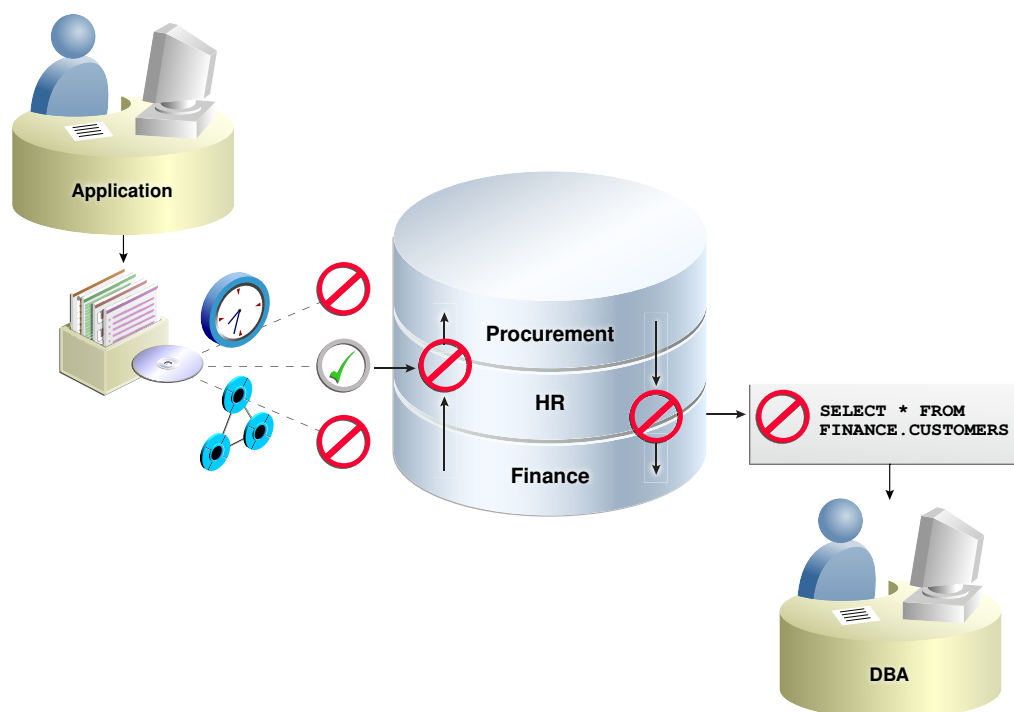 Application
Procurement
HR
Finance
SELECT * FROM
FINANCE.CUSTOMERS
DBA